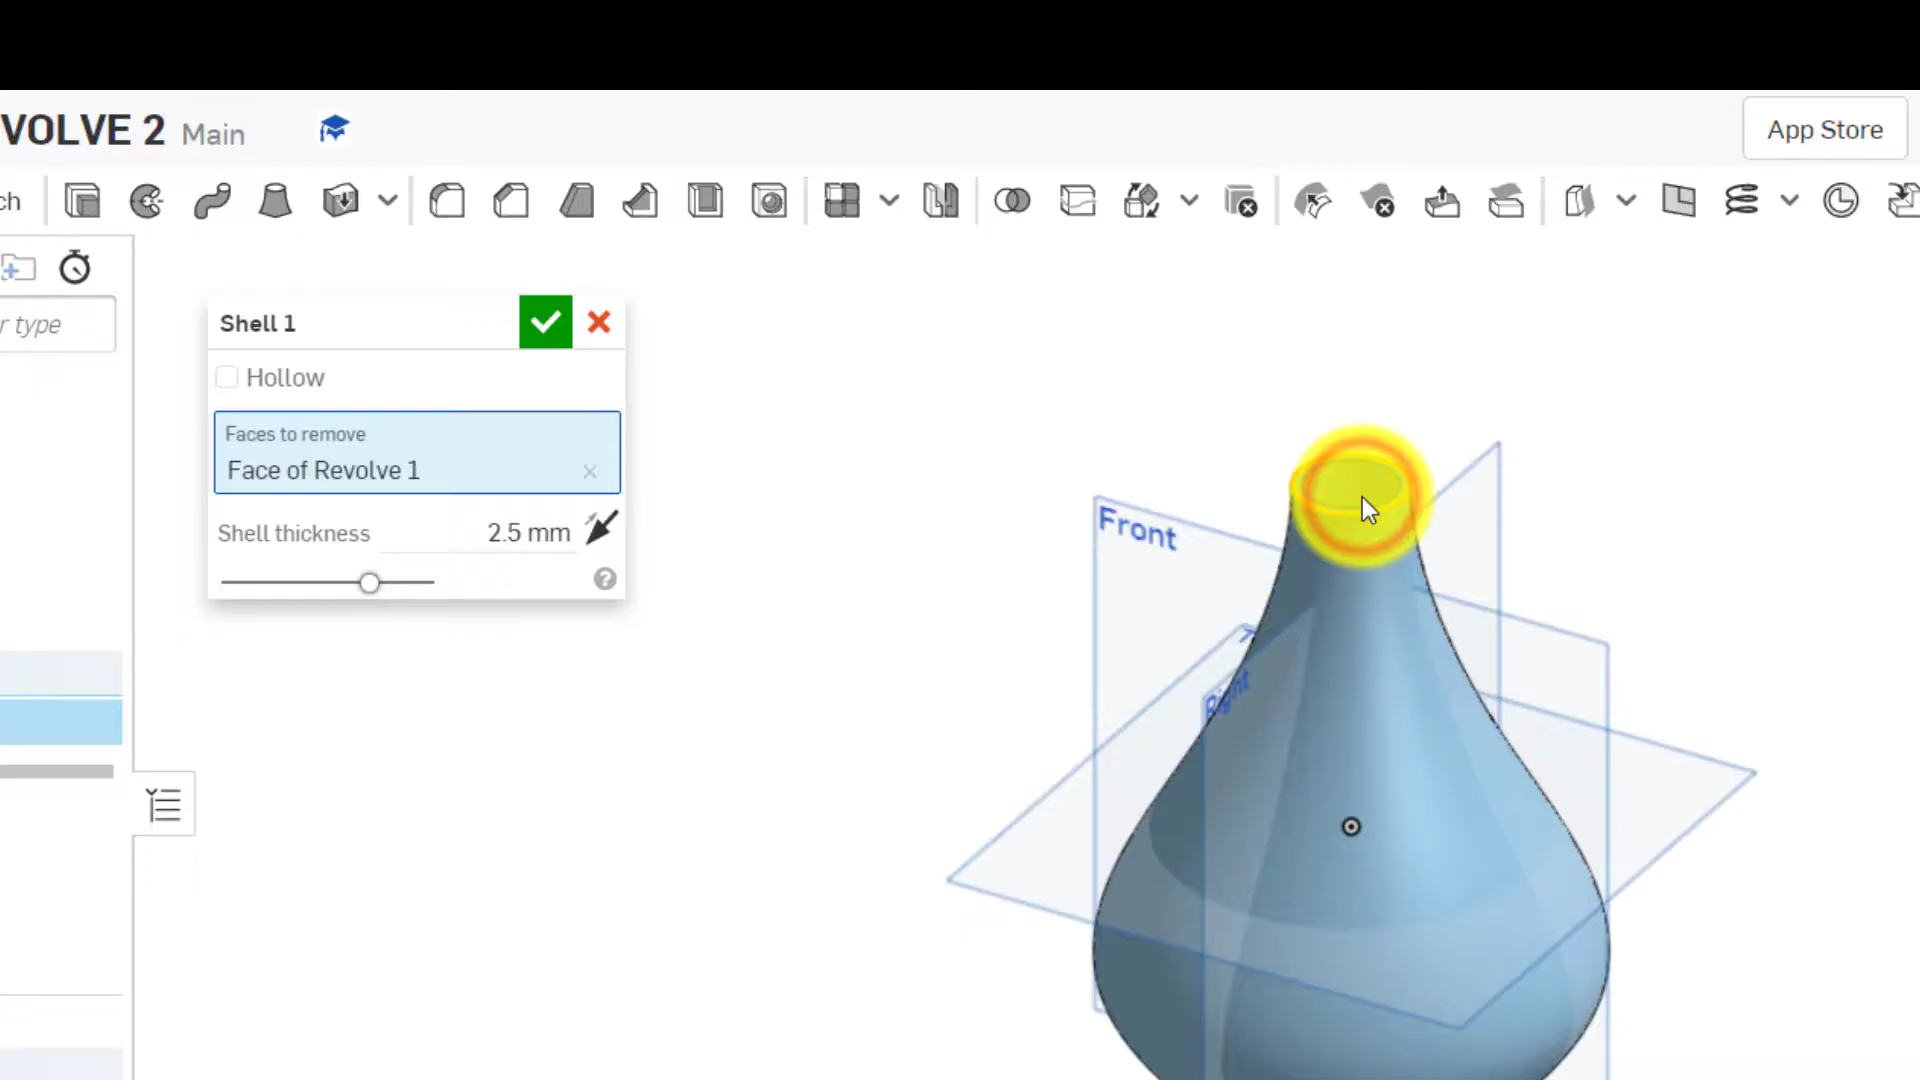 VOLVE 2 Main
App Store
ch
r type
Shell 1
Hollow
Faces to remove
Face of Revolve 1
Shell thickness 2.5 mm
Front
Right